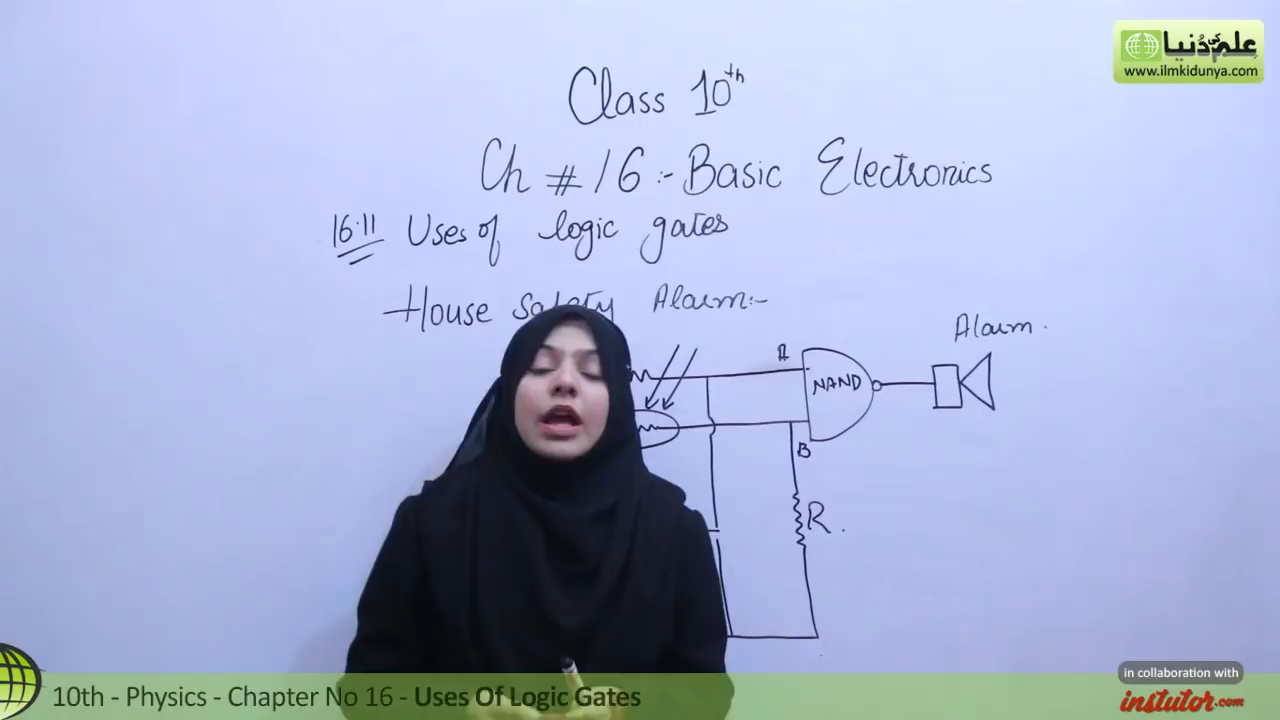 علم کی دُنیا
www.ilmkidunya.com
Class 10th
Ch # 16 :- Basic Electronics
16.11 Uses of logic gates
House Safety Alarm:-
Alarm.
A
NAND
B
R.
in collaboration with
instutor.com
10th - Physics - Chapter No 16 - Uses Of Logic Gates